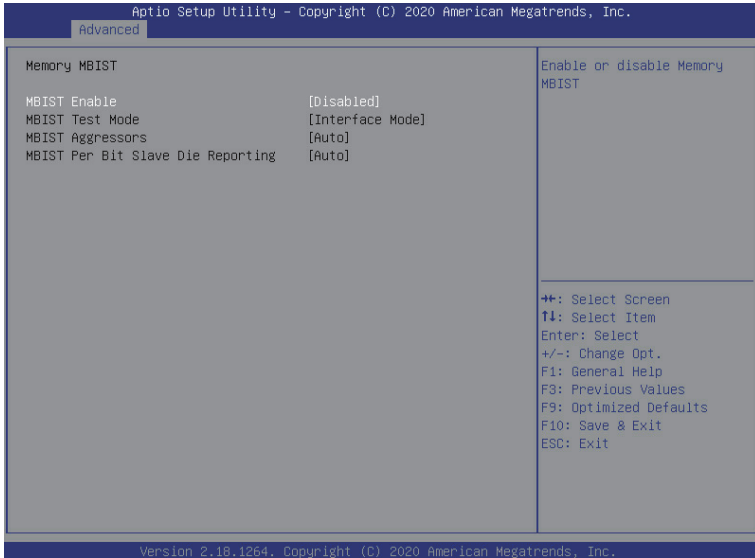 Aptio Setup Utility – Copyright (C) 2020 American Megatrends, Inc.
Advanced
Memory MBIST
MBIST Enable [Disabled]
MBIST Test Mode [Interface Mode]
MBIST Aggressors [Auto]
MBIST Per Bit Slave Die Reporting [Auto]
Enable or disable Memory
MBIST
→←: Select Screen
↑↓: Select Item
Enter: Select
+/-: Change Opt.
F1: General Help
F3: Previous Values
F9: Optimized Defaults
F10: Save & Exit
ESC: Exit
Version 2.18.1264. Copyright (C) 2020 American Megatrends, Inc.